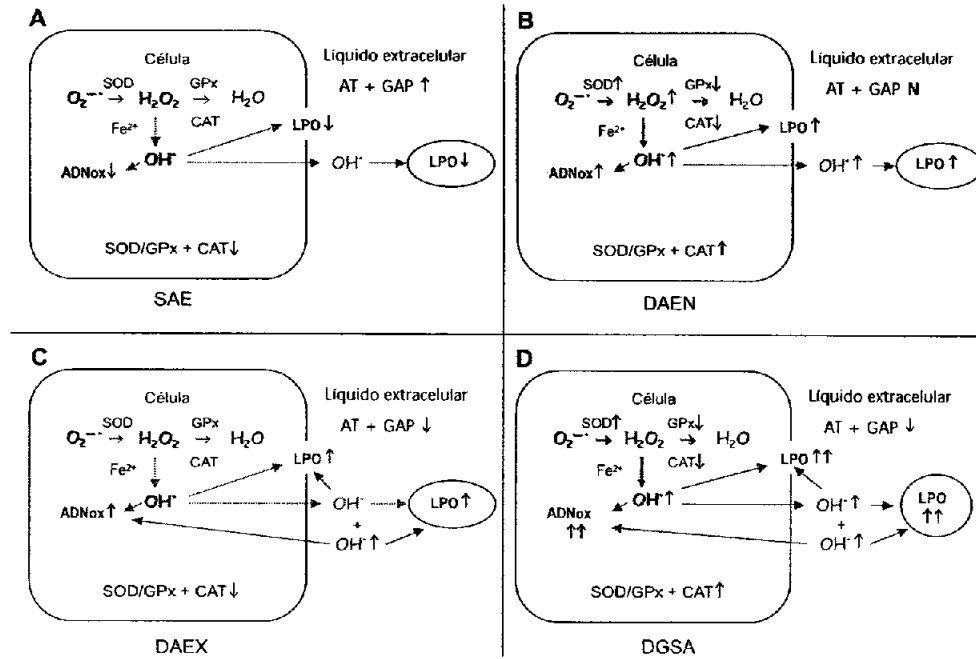 A
Célula
Líquido extracelular
AT + GAP ↑
SOD GPx
O₂⁻· → H₂O₂ → H₂O
Fe²⁺ CAT
LPO↓
OH·
ADNox↓
OH· → LPO↓
SOD/GPx + CAT↓
SAE
B
Célula
Líquido extracelular
AT + GAP N
SOD↑ GPx↓
O₂⁻· → H₂O₂↑ → H₂O
Fe²⁺ CAT↓
LPO↑
OH·↑
ADNox↑
OH·↑ → LPO↑
SOD/GPx + CAT↑
DAEN
C
Célula
Líquido extracelular
AT + GAP ↓
SOD GPx
O₂⁻· → H₂O₂ → H₂O
Fe²⁺ CAT
LPO↑
OH·
ADNox↑
OH· → LPO↑
+
OH·↑
SOD/GPx + CAT↓
DAEX
D
Célula
Líquido extracelular
AT + GAP ↓
SOD↑ GPx↓
O₂⁻· → H₂O₂ → H₂O
Fe²⁺ CAT↓
LPO↑↑
OH·↑
ADNox
↑↑
OH·↑ → LPO
↑↑
+
OH·↑
SOD/GPx + CAT↑
DGSA